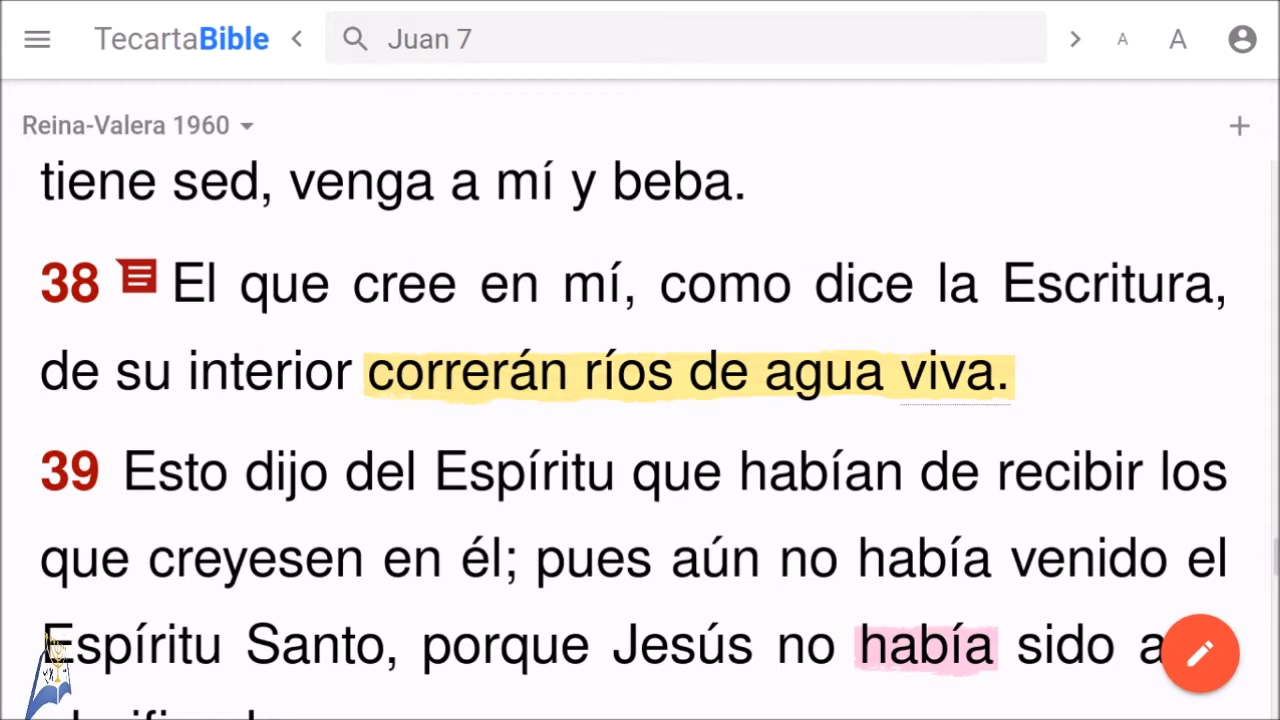 TecartaBible
Juan 7
A
A
Reina-Valera 1960
tiene sed, venga a mí y beba.
38 El que cree en mí, como dice la Escritura,
de su interior correrán ríos de agua viva.
39 Esto dijo del Espíritu que habían de recibir los
que creyesen en él; pues aún no había venido el
Espíritu Santo, porque Jesús no había sido